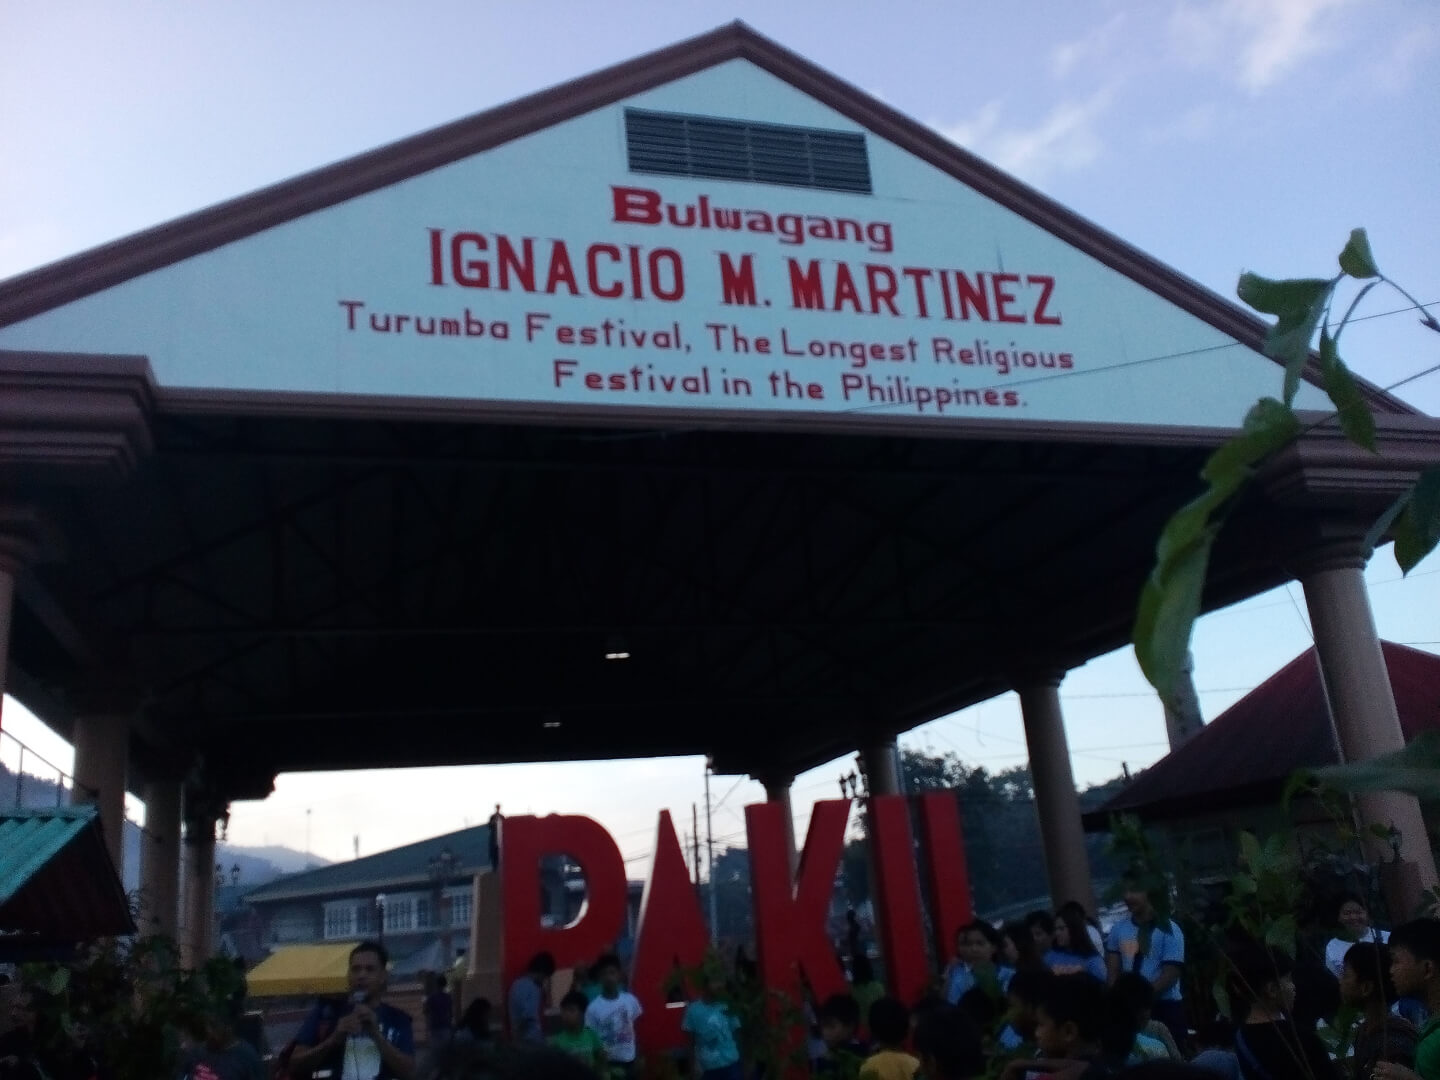 Bulwagang
IGNACIO M. MARTINEZ
Turumba Festival, The Longest Religious
Festival in the Philippines.
PAKIL